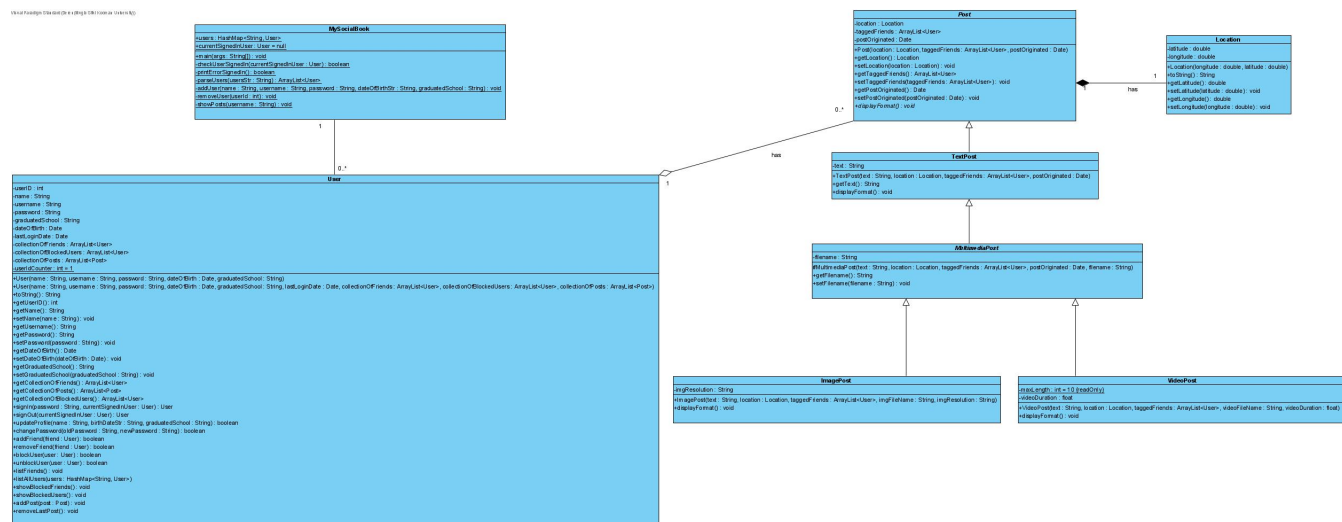 Visual Paradigm Standard
MySocialBook
+users : HashMap<String, User>
+currentSignedInUser : User = null
+main(args : String[]) : void
-checkUserSignedIn(currentSignedInUser : User) : boolean
-printErrorSignedIn() : boolean
-parseUsers(usersStr : String) : ArrayList<User>
-addUser(name : String, username : String, password : String, dateOfBirthStr : String, graduatedSchool : String) : void
-removeUser(userId : int) : void
-showPosts(username : String) : void
1
0..*
User
-userID : int
-name : String
-username : String
-password : String
-graduatedSchool : String
-dateOfBirth : Date
-lastLoginDate : Date
-collectionOfFriends : ArrayList<User>
-collectionOfBlockedUsers : ArrayList<User>
-collectionOfPosts : ArrayList<Post>
-userIdCounter : int = 1
+User(name : String, username : String, password : String, dateOfBirth : Date, graduatedSchool : String)
+User(name : String, username : String, password : String, dateOfBirth : Date, graduatedSchool : String, lastLoginDate : Date, collectionOfFriends : ArrayList<User>, collectionOfBlockedUsers : ArrayList<User>, collectionOfPosts : ArrayList<Post>)
+toString() : String
+getUserID() : int
+getName() : String
+setName(name : String) : void
+getUsername() : String
+getPassword() : String
+setPassword(password : String) : void
+getDateOfBirth() : Date
+setDateOfBirth(dateOfBirth : Date) : void
+getGraduatedSchool() : String
+setGraduatedSchool(graduatedSchool : String) : void
+getCollectionOfFriends() : ArrayList<User>
+getCollectionOfPosts() : ArrayList<Post>
+getCollectionOfBlockedUsers() : ArrayList<User>
+signIn(password : String, currentSignedInUser : User) : User
+signOut(currentSignedInUser : User) : User
+updateProfile(name : String, birthDateStr : String, graduatedSchool : String) : boolean
+changePassword(oldPassword : String, newPassword : String) : boolean
+addFriend(friend : User) : boolean
+removeFriend(friend : User) : boolean
+blockUser(user : User) : boolean
+unblockUser(user : User) : boolean
+listFriends() : void
+listAllUsers(users : HashMap<String, User>)
+showBlockedFriends() : void
+showBlockedUsers() : void
+addPost(post : Post) : void
+removeLastPost() : void
1
has
0..*
Post
-location : Location
-taggedFriends : ArrayList<User>
-postOriginated : Date
+Post(location : Location, taggedFriends : ArrayList<User>, postOriginated : Date)
+getLocation() : Location
+setLocation(location : Location) : void
+getTaggedFriends() : ArrayList<User>
+setTaggedFriends(taggedFriends : ArrayList<User>) : void
+getPostOriginated() : Date
+setPostOriginated(postOriginated : Date) : void
+displayFormat() : void
1
has
Location
-latitude : double
-longitude : double
+Location(longitude : double, latitude : double)
+toString() : String
+getLatitude() : double
+setLatitude(latitude : double) : void
+getLongitude() : double
+setLongitude(longitude : double) : void
TextPost
-text : String
+TextPost(text : String, location : Location, taggedFriends : ArrayList<User>, postOriginated : Date)
+getText() : String
+displayFormat() : void
MultimediaPost
-filename : String
#MultimediaPost(text : String, location : Location, taggedFriends : ArrayList<User>, postOriginated : Date, filename : String)
+getFilename() : String
+setFilename(filename : String) : void
ImagePost
-imgResolution : String
+ImagePost(text : String, location : Location, taggedFriends : ArrayList<User>, imgFileName : String, imgResolution : String)
+displayFormat() : void
VideoPost
-maxLength : int = 10 {readOnly}
-videoDuration : float
+VideoPost(text : String, location : Location, taggedFriends : ArrayList<User>, videoFileName : String, videoDuration : float)
+displayFormat() : void